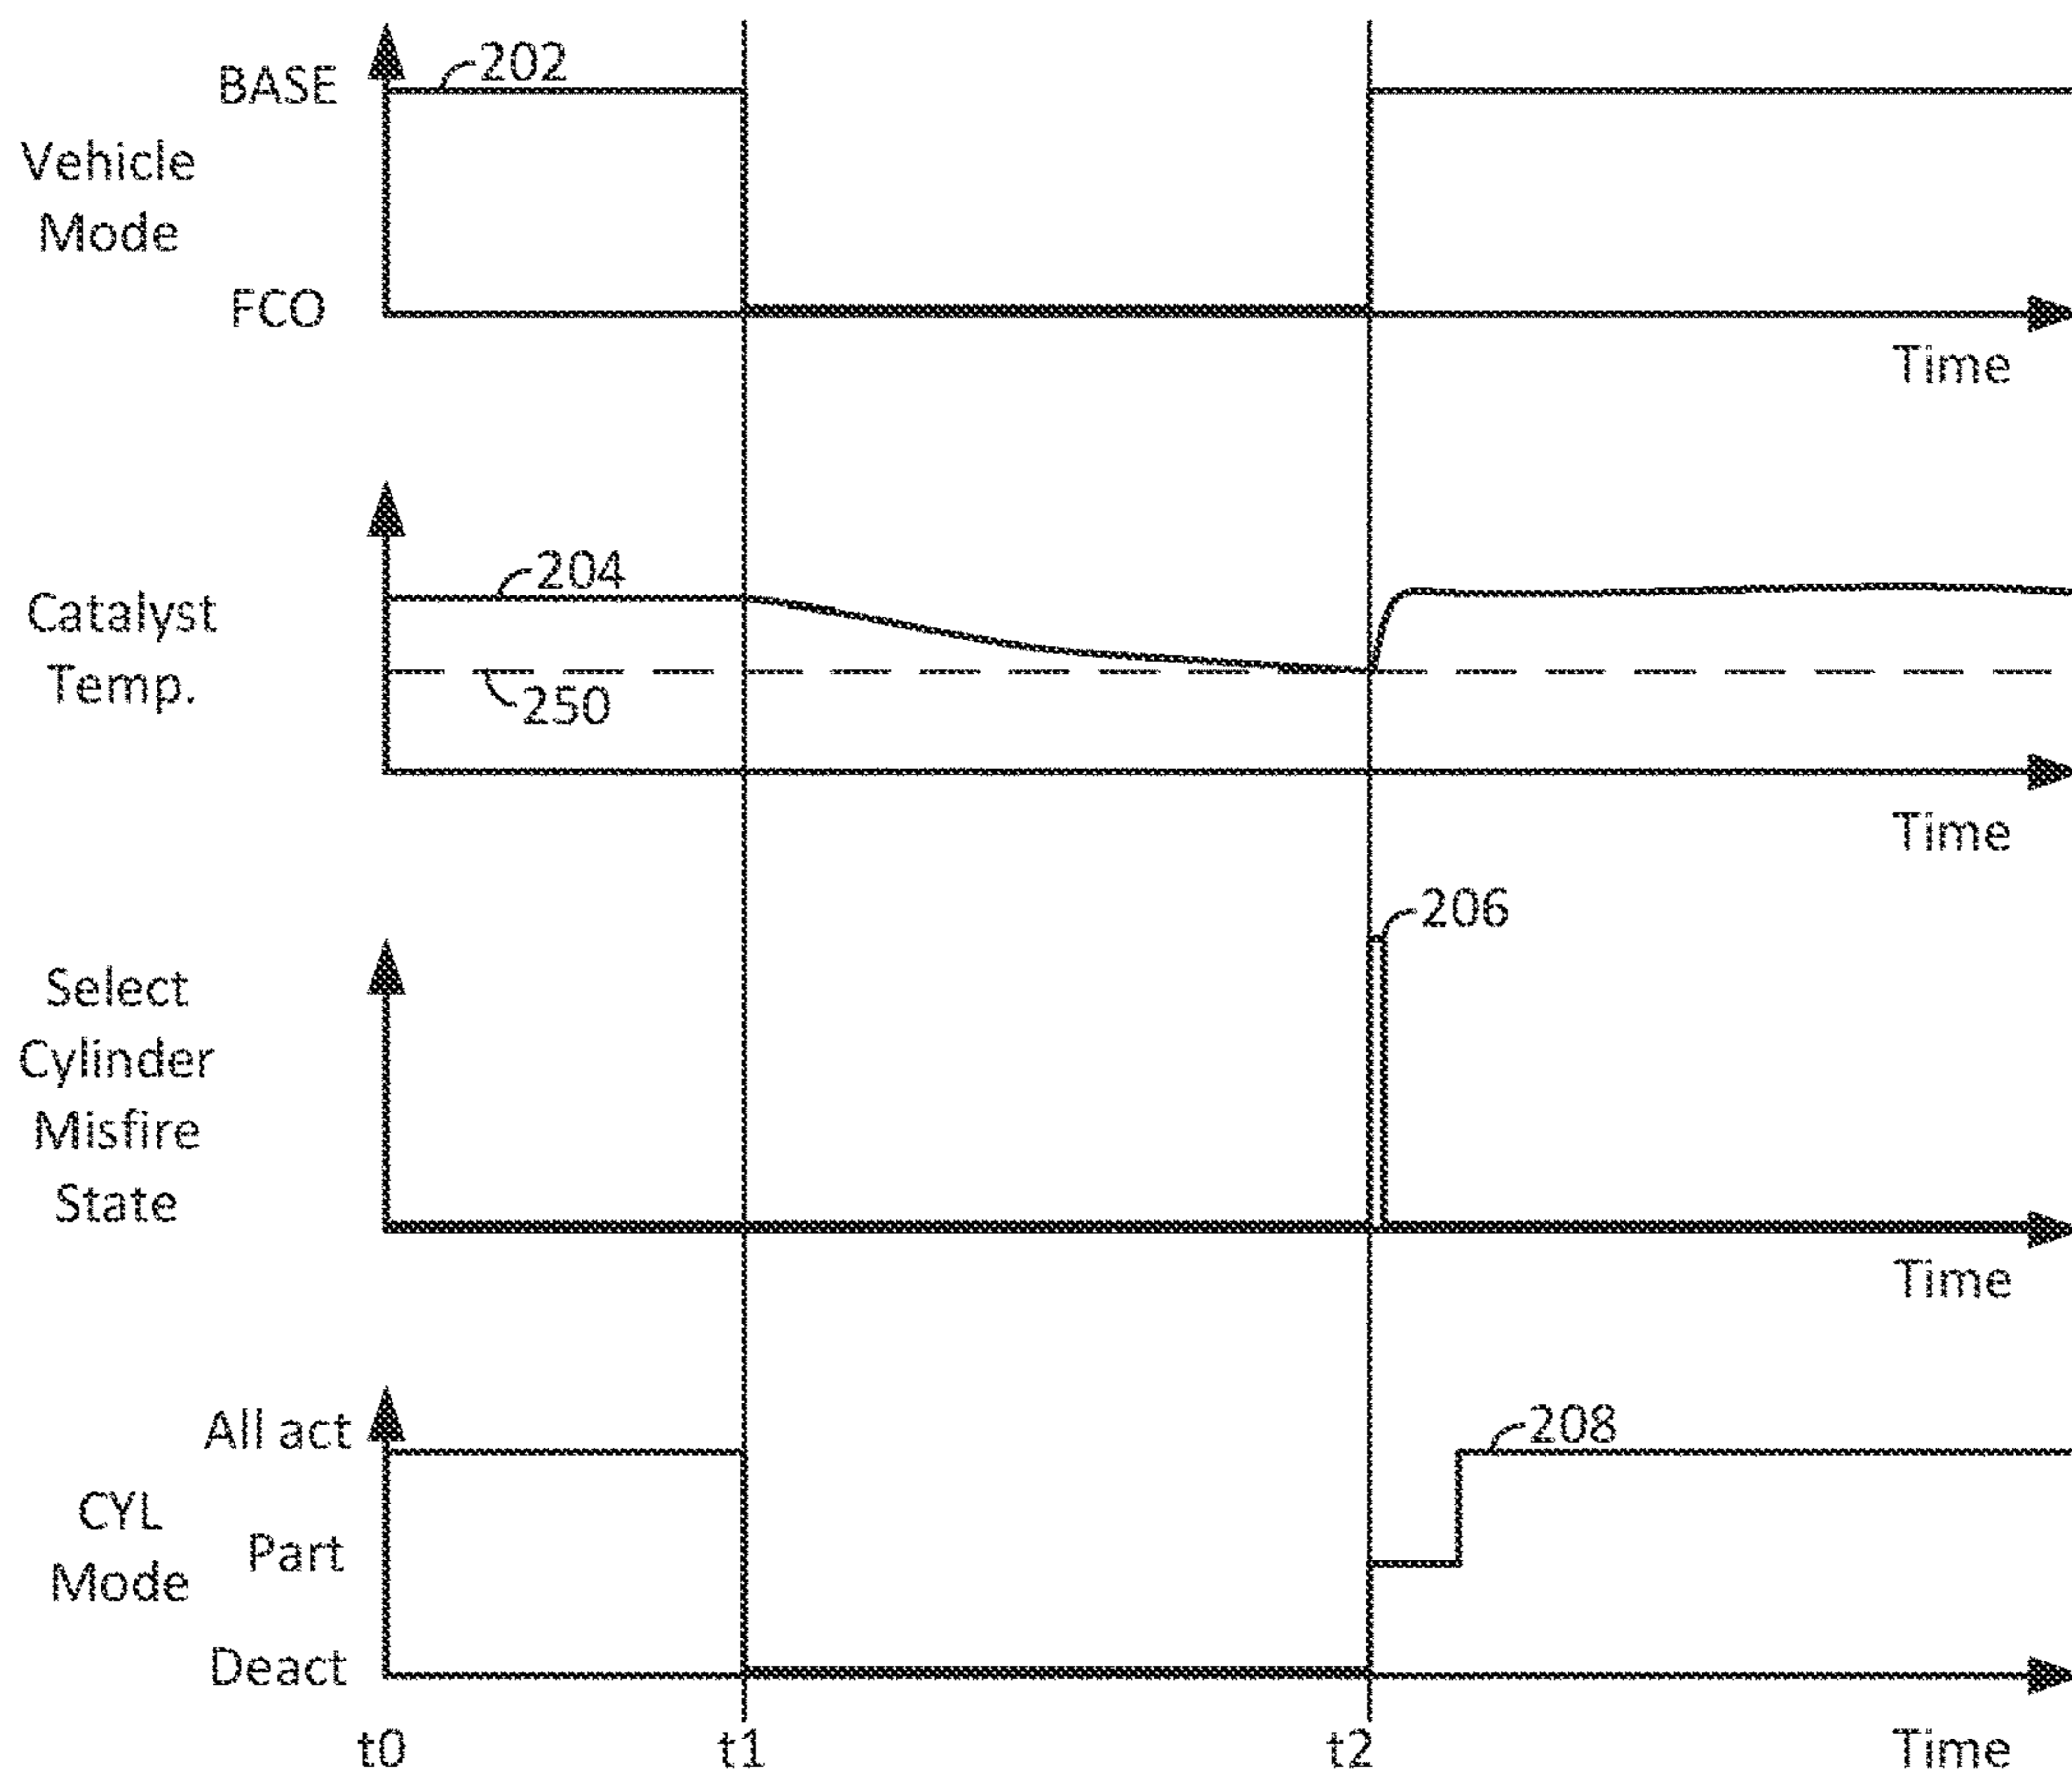 BASE
202
Vehicle
Mode
FCO
Time
204
Catalyst
Temp.
250
Time
206
Select
Cylinder
Misfire
State
Time
All act
208
CYL
Mode
Part
Deact
t0
t1
t2
Time